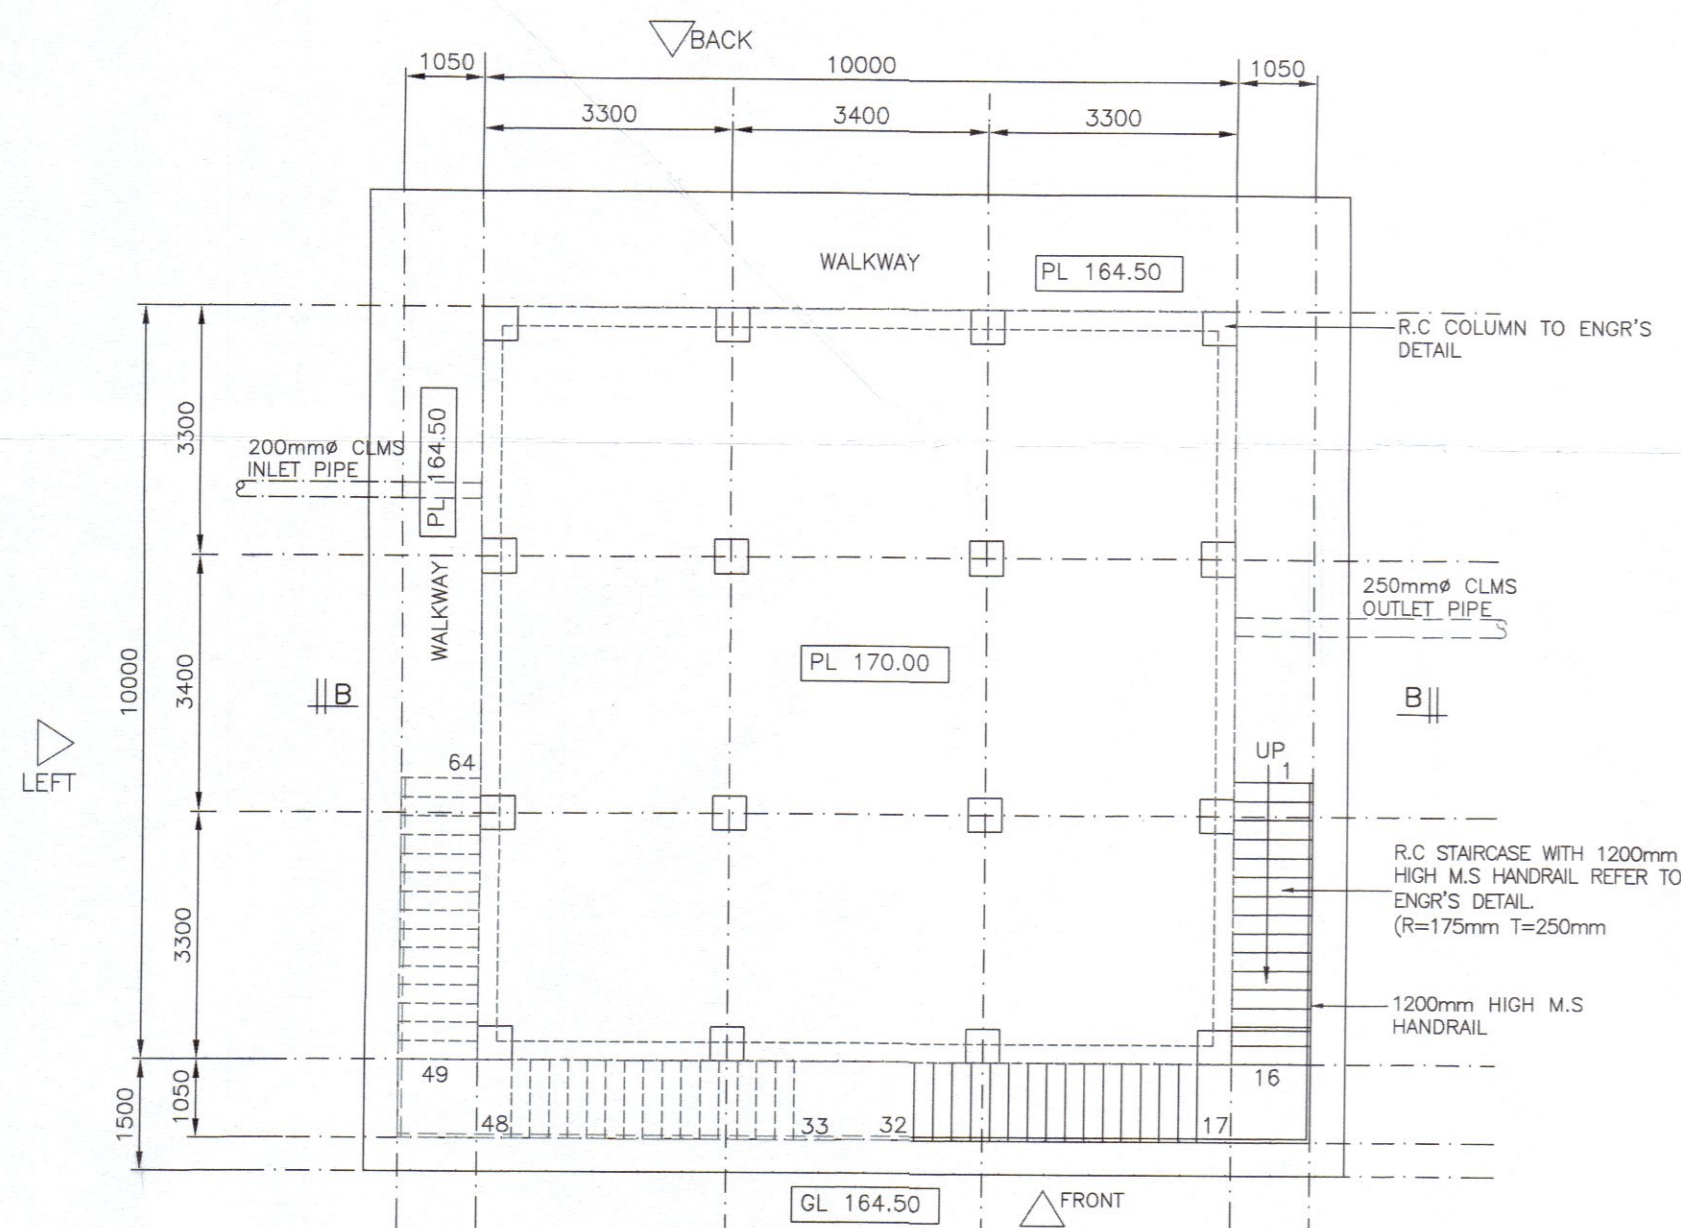 BACK
1050
10000
1050
3300
3400
3300
WALKWAY
PL 164.50
R.C COLUMN TO ENGR'S
DETAIL
3300
PL 164.50
200mmø CLMS
INLET PIPE
WALKWAY
250mmø CLMS
OUTLET PIPE
10000
3400
PL 170.00
B
B
LEFT
64
UP
1
R.C STAIRCASE WITH 1200mm
HIGH M.S HANDRAIL REFER TO
ENGR'S DETAIL.
(R=175mm T=250mm
3300
1200mm HIGH M.S
HANDRAIL
49
16
1500
1050
48
33
32
17
GL 164.50
FRONT